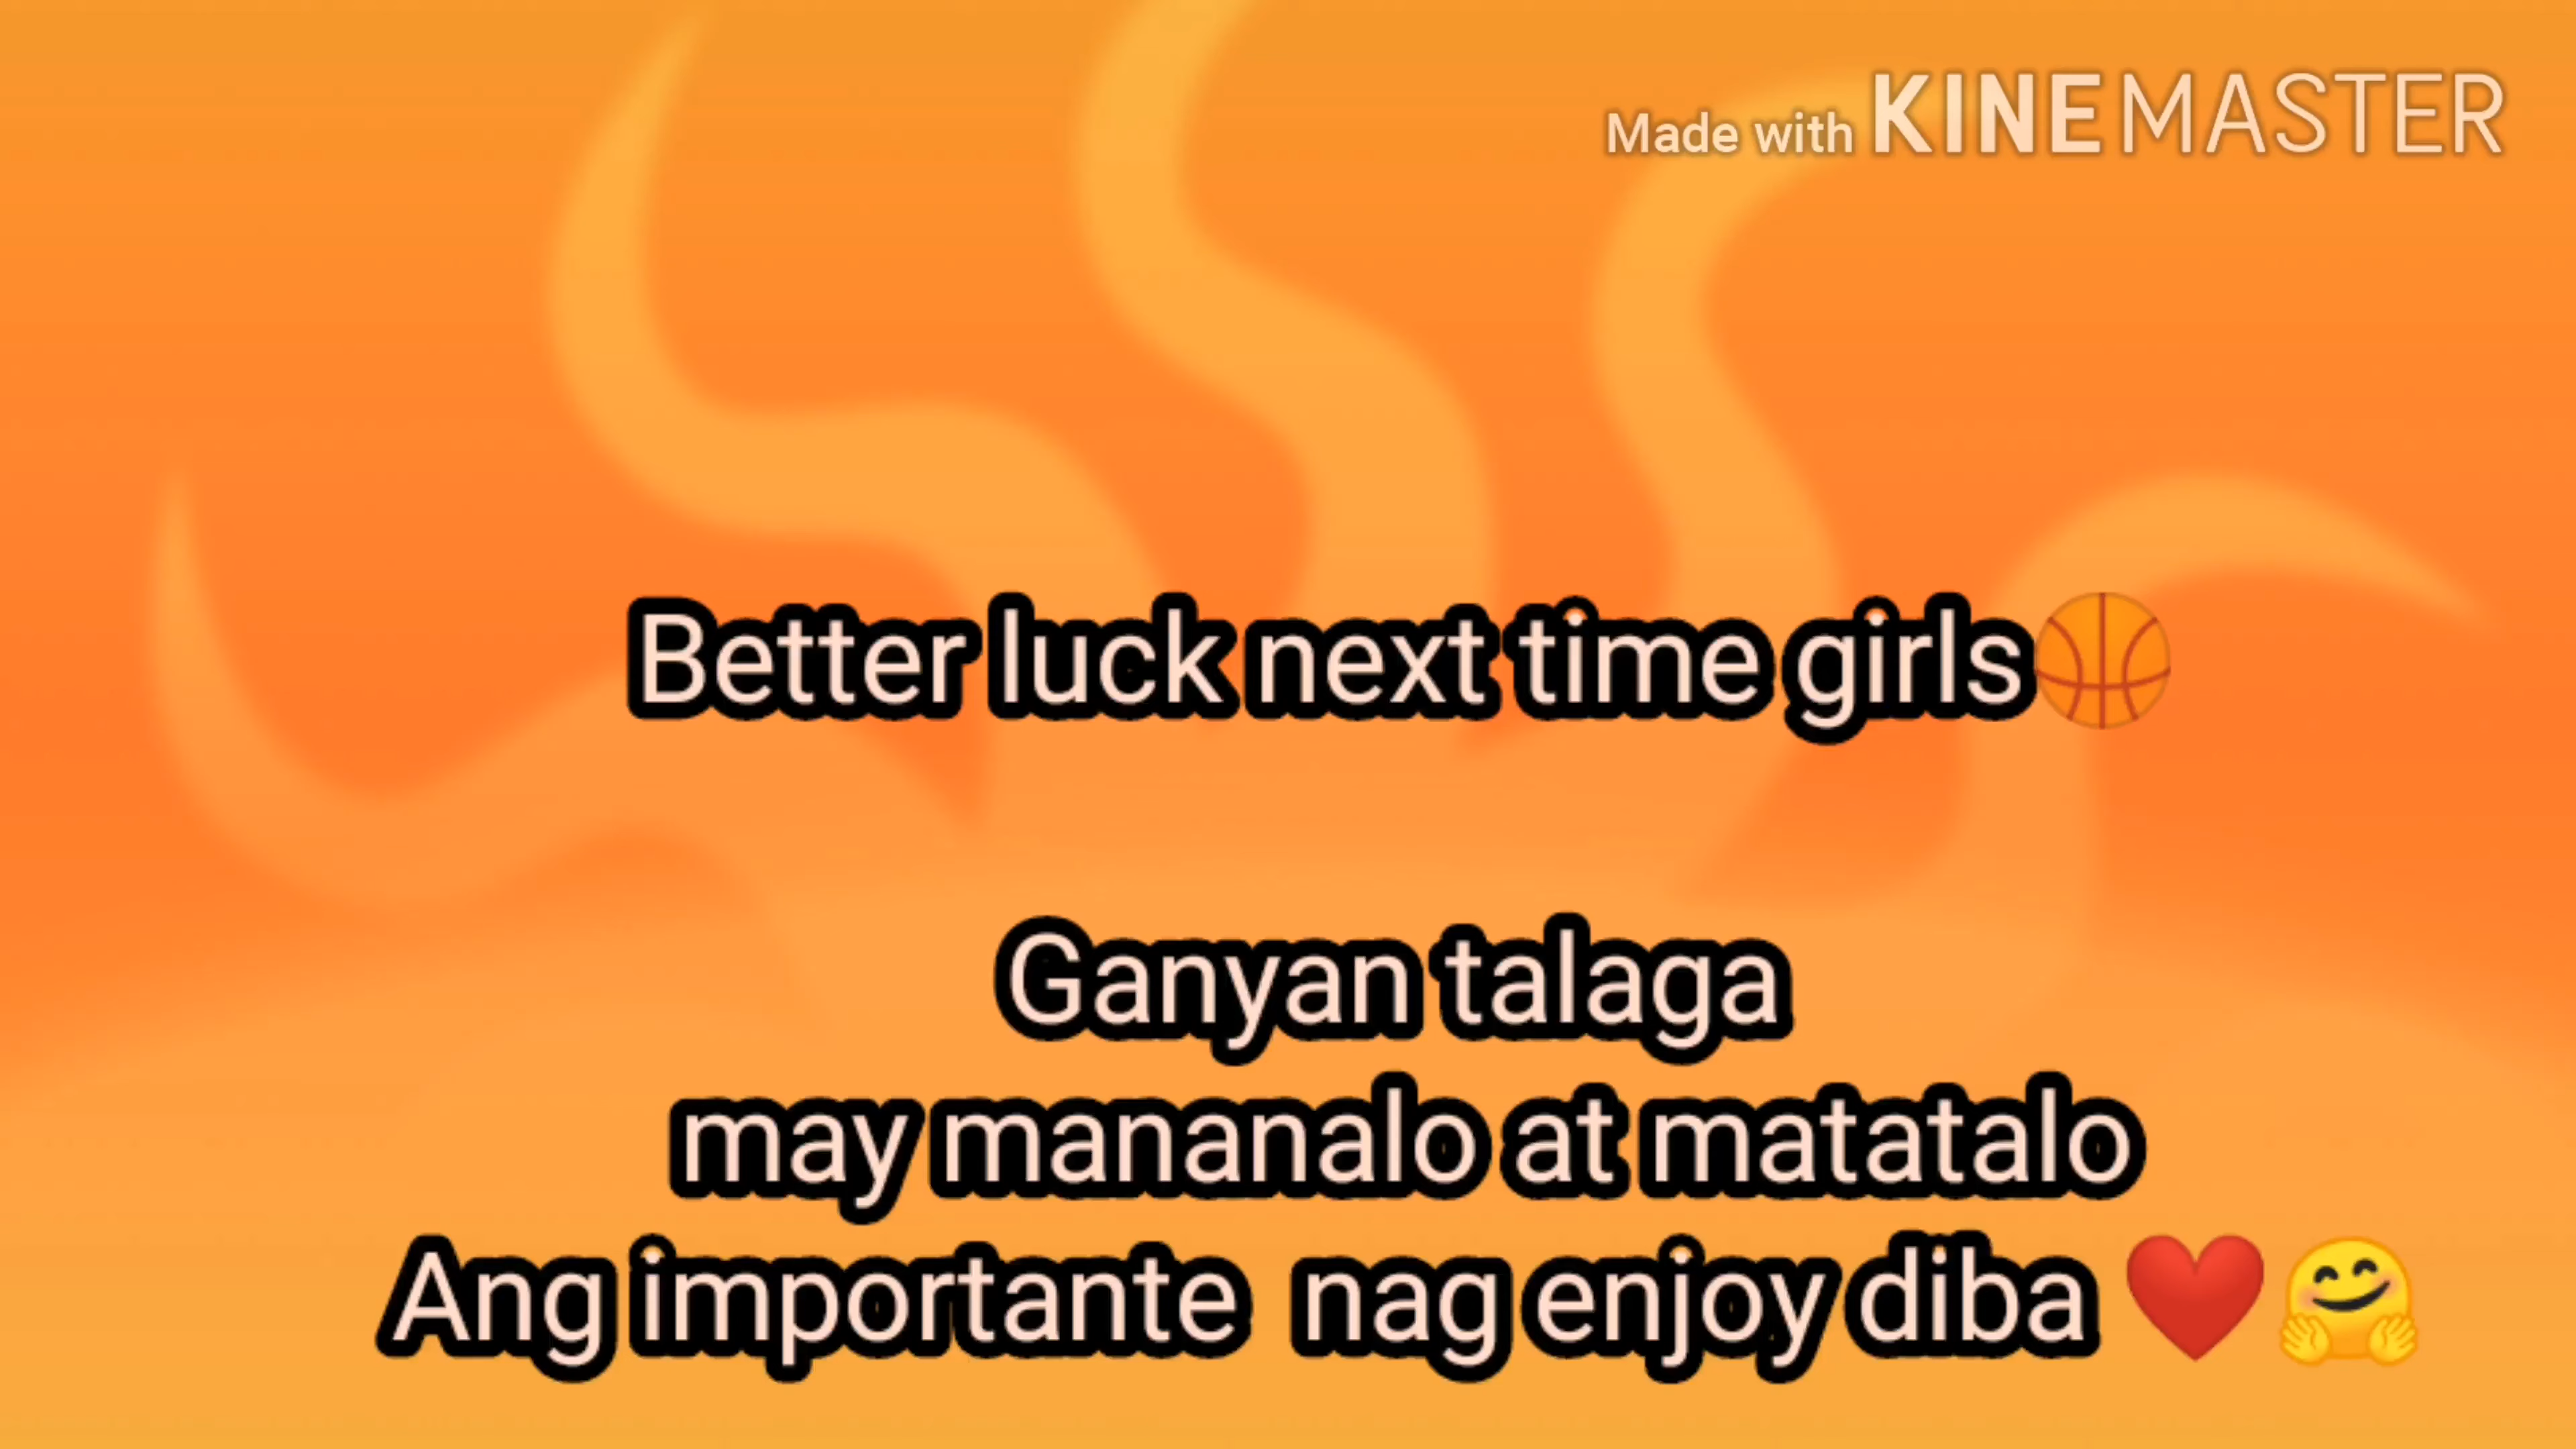 Made with KINEMASTER
Better luck next time girls🏀
Ganyan talaga
may mananalo at matatalo
Ang importante  nag enjoy diba ❤️🤗